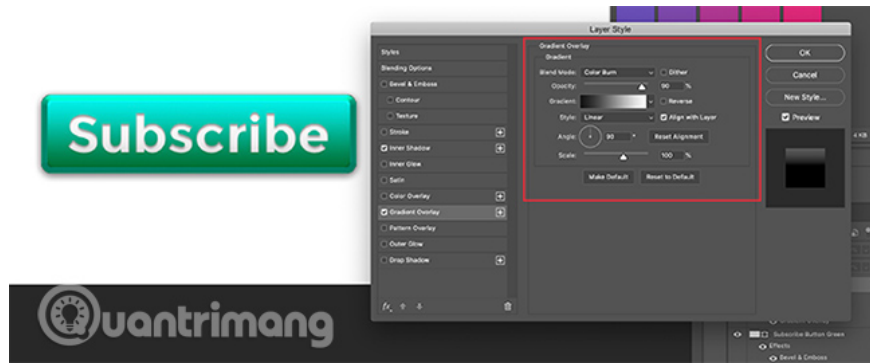 Layer Style
Subscribe
Styles
Blending Options
Bevel & Emboss
Contour
Texture
Stroke
Inner Shadow
Inner Glow
Satin
Color Overlay
Gradient Overlay
Pattern Overlay
Outer Glow
Drop Shadow
fx
Gradient Overlay
Gradient
Blend Mode: Color Burn Dither
Opacity: 90 %
Gradient: Reverse
Style: Linear Align with Layer
Angle: 90 ° Reset Alignment
Scale: 100 %
Make Default Reset to Default
OK
Cancel
New Style...
Preview
Quantrimang
Subscribe Button Green
Effects
Bevel & Emboss